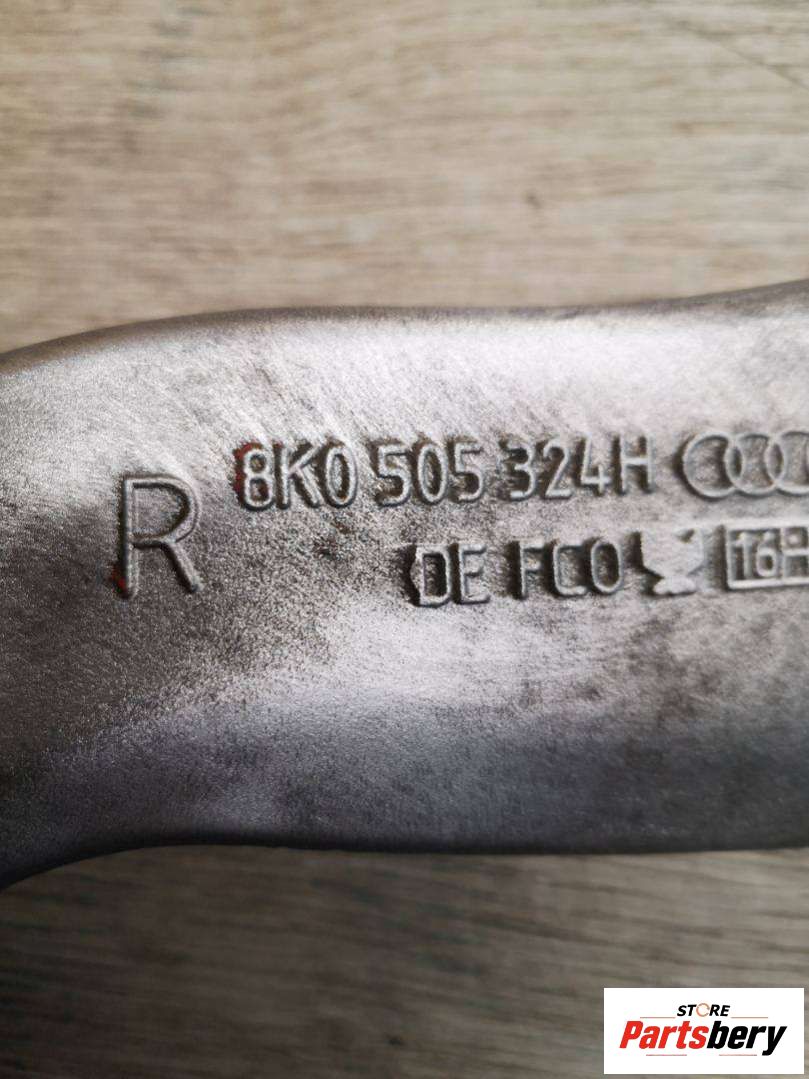 R
8K0 505 324H
DE FCO
16
STORE
Partsbery